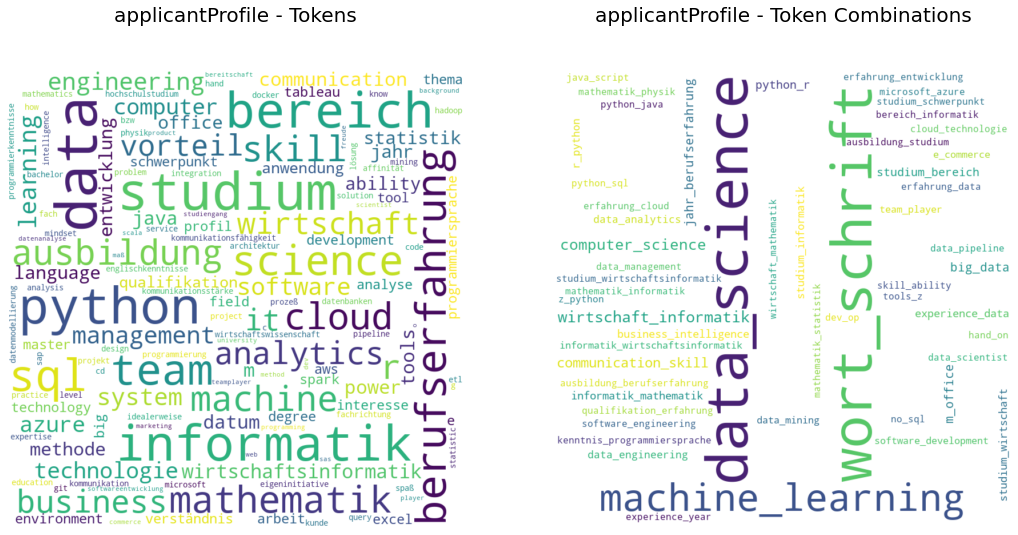 applicantProfile - Tokens
applicantProfile - Token Combinations
engineering
bereitschaft
communication
thema
mathematics
hochschulstudium
hand
docker
tableau
know
background
how
data
computer
bereich
hadoop
programmierkenntnisse
intelligence
learning
bzw
office
physik
product
freude
statistik
entwicklung
vorteil
skill
jahr
lösung
mining
schwerpunkt
anwendung
affinität
bachelor
problem
integration
ability
berufserfahrung
programmiersprache
studium
solution
tool
scientist
fach
studiengang
java
profil
wirtschaft
mindset
scala
service
kommunikationsfähigkeit
development
code
datenanalyse
maß
architektur
ausbildung
science
englischkenntnisse
language
qualifikation
software
analyse
analysis
kommunikationsstärke
field
prozeß
datenbanken
python
project
it
c
cloud
datenmodellierung
management
wirtschaftswissenschaft
university
pipeline
tools
master
design
programmierung
analytics
r
sap
projekt
cd
team
teamplayer
m
aws
method
spark
power
etl
sql
practice
level
system
machine
interesse
technology
datum
degree
fachrichtung
azure
big
idealerweise
marketing
programming
expertise
informatik
statistic
methode
web
sas
technologie
wirtschaftsinformatik
education
git
kommunikation
microsoft
eigeninitiative
spaß
softwareentwicklung
player
business
mathematik
environment
commerce
verständnis
arbeit
kunde
query
excel
java_script
mathematik_physik
python_java
jahr_berufserfahrung
data_science
python_r
wort_schrift
erfahrung_entwicklung
microsoft_azure
studium_schwerpunkt
bereich_informatik
cloud_technologie
ausbildung_studium
r_python
e_commerce
studium_bereich
python_sql
erfahrung_data
erfahrung_cloud
data_analytics
wirtschaft_mathematik
studium_informatik
team_player
computer_science
data_pipeline
data_management
big_data
studium_wirtschaftsinformatik
skill_ability
mathematik_informatik
tools_z
z_python
mathematik_statistik
wirtschaft_informatik
dev_op
experience_data
business_intelligence
hand_on
informatik_wirtschaftsinformatik
data_scientist
communication_skill
m_office
studium_wirtschaft
ausbildung_berufserfahrung
informatik_mathematik
qualifikation_erfahrung
software_engineering
data_mining
no_sql
kenntnis_programmiersprache
software_development
data_engineering
machine_learning
experience_year